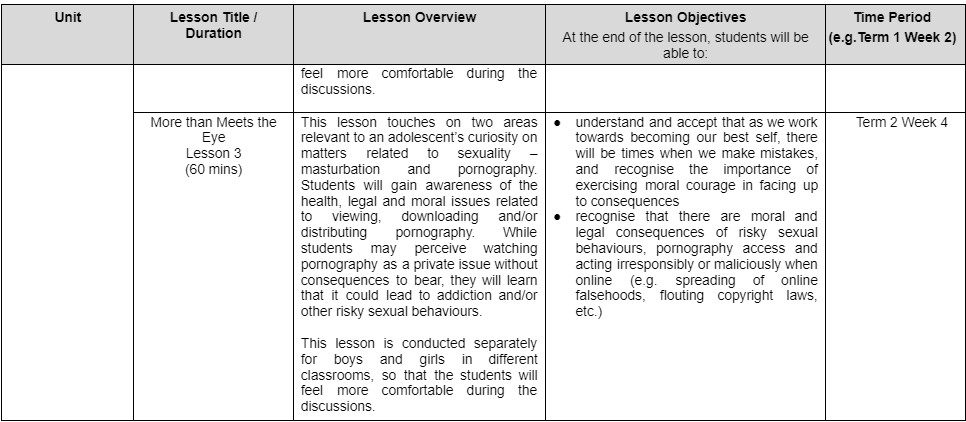 Unit
Lesson Title /
Duration
Lesson Overview
Lesson Objectives
At the end of the lesson, students will be
able to:
Time Period
(e.g.Term 1 Week 2)
feel more comfortable during the
discussions.
More than Meets the
Eye
Lesson 3
(60 mins)
This lesson touches on two areas
relevant to an adolescent's curiosity on
matters related to sexuality –
masturbation and pornography.
Students will gain awareness of the
health, legal and moral issues related
to viewing, downloading and/or
distributing pornography. While
students may perceive watching
pornography as a private issue without
consequences to bear, they will learn
that it could lead to addiction and/or
other risky sexual behaviours.
This lesson is conducted separately
for boys and girls in different
classrooms, so that the students will
feel more comfortable during the
discussions.
● understand and accept that as we work
towards becoming our best self, there
will be times when we make mistakes,
and recognise the importance of
exercising moral courage in facing up
to consequences
● recognise that there are moral and
legal consequences of risky sexual
behaviours, pornography access and
acting irresponsibly or maliciously when
online (e.g. spreading of online
falsehoods, flouting copyright laws,
etc.)
Term 2 Week 4